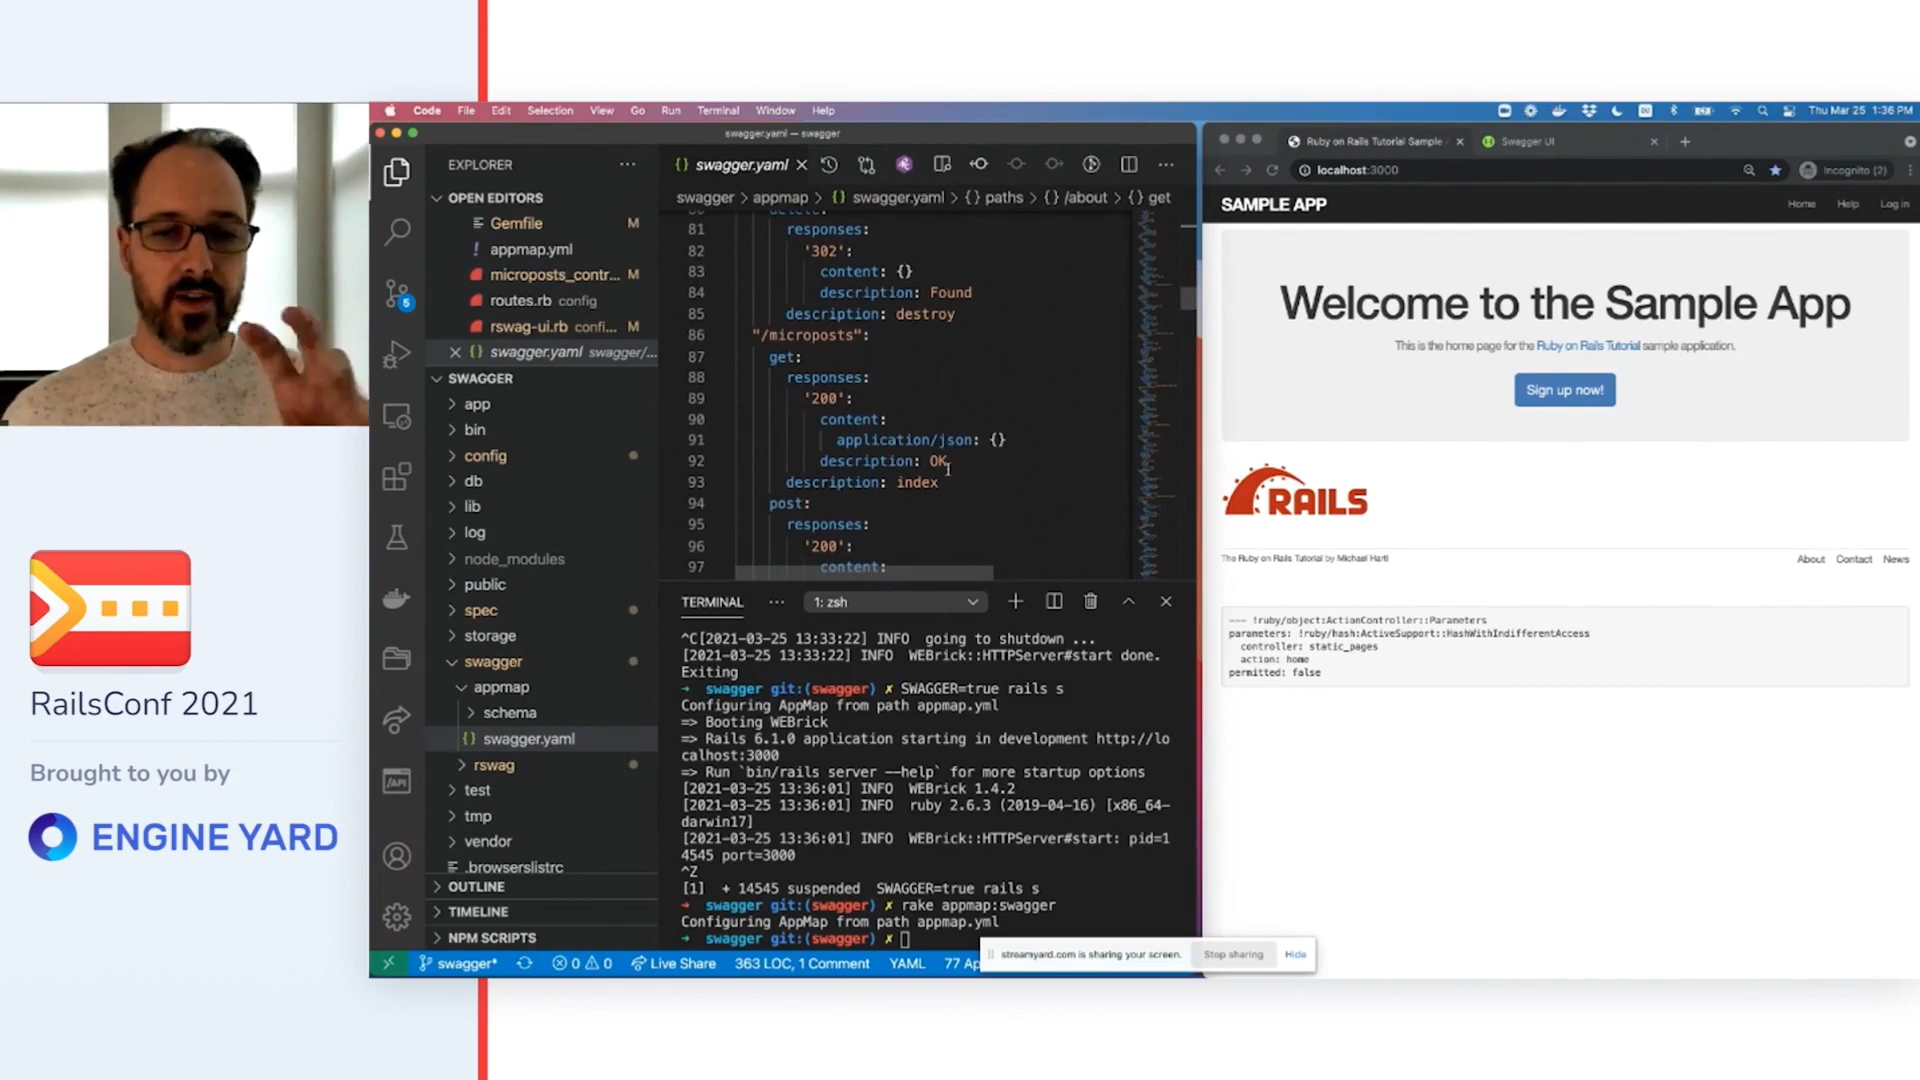 Code File Edit Selection View Go Run Terminal Window Help
Thu Mar 25 1:36 PM
swagger.yaml — swagger
EXPLORER
OPEN EDITORS
Gemfile M
appmap.yml
microposts_contr... M
routes.rb config
rswag-ui.rb confi... M
swagger.yaml swagger/...
SWAGGER
app
bin
config
db
lib
log
node_modules
public
spec
storage
swagger
appmap
schema
swagger.yaml
rswag
test
tmp
vendor
.browserslistrc
OUTLINE
TIMELINE
NPM SCRIPTS
5
swagger.yaml
swagger > appmap > {} swagger.yaml > {} paths > {} /about > {} get
81 responses:
82 '302':
83 content: {}
84 description: Found
85 description: destroy
86 "/microposts":
87 get:
88 responses:
89 '200':
90 content:
91 application/json: {}
92 description: OK
93 description: index
94 post:
95 responses:
96 '200':
97 content:
TERMINAL ... 1: zsh
^C[2021-03-25 13:33:22] INFO going to shutdown ...
[2021-03-25 13:33:22] INFO WEBrick::HTTPServer#start done.
Exiting
→ swagger git:(swagger) ✗ SWAGGER=true rails s
Configuring AppMap from path appmap.yml
=> Booting WEBrick
=> Rails 6.1.0 application starting in development http://lo
calhost:3000
=> Run `bin/rails server --help` for more startup options
[2021-03-25 13:36:01] INFO WEBrick 1.4.2
[2021-03-25 13:36:01] INFO ruby 2.6.3 (2019-04-16) [x86_64-
darwin17]
[2021-03-25 13:36:01] INFO WEBrick::HTTPServer#start: pid=1
4545 port=3000
^Z
[1] + 14545 suspended SWAGGER=true rails s
→ swagger git:(swagger) ✗ rake appmap:swagger
Configuring AppMap from path appmap.yml
→ swagger git:(swagger) ✗
swagger* 0 0 Live Share 363 LOC, 1 Comment YAML 77 Ap
streamyard.com is sharing your screen. Stop sharing Hide
Ruby on Rails Tutorial Sample
Swagger UI
localhost:3000
Incognito (2)
SAMPLE APP
Home Help Log in
Welcome to the Sample App
This is the home page for the Ruby on Rails Tutorial sample application.
Sign up now!
RAILS
The Ruby on Rails Tutorial by Michael Hartl
About Contact News
--- !ruby/object:ActionController::Parameters
parameters: !ruby/hash:ActiveSupport::HashWithIndifferentAccess
controller: static_pages
action: home
permitted: false
RailsConf 2021
Brought to you by
ENGINE YARD